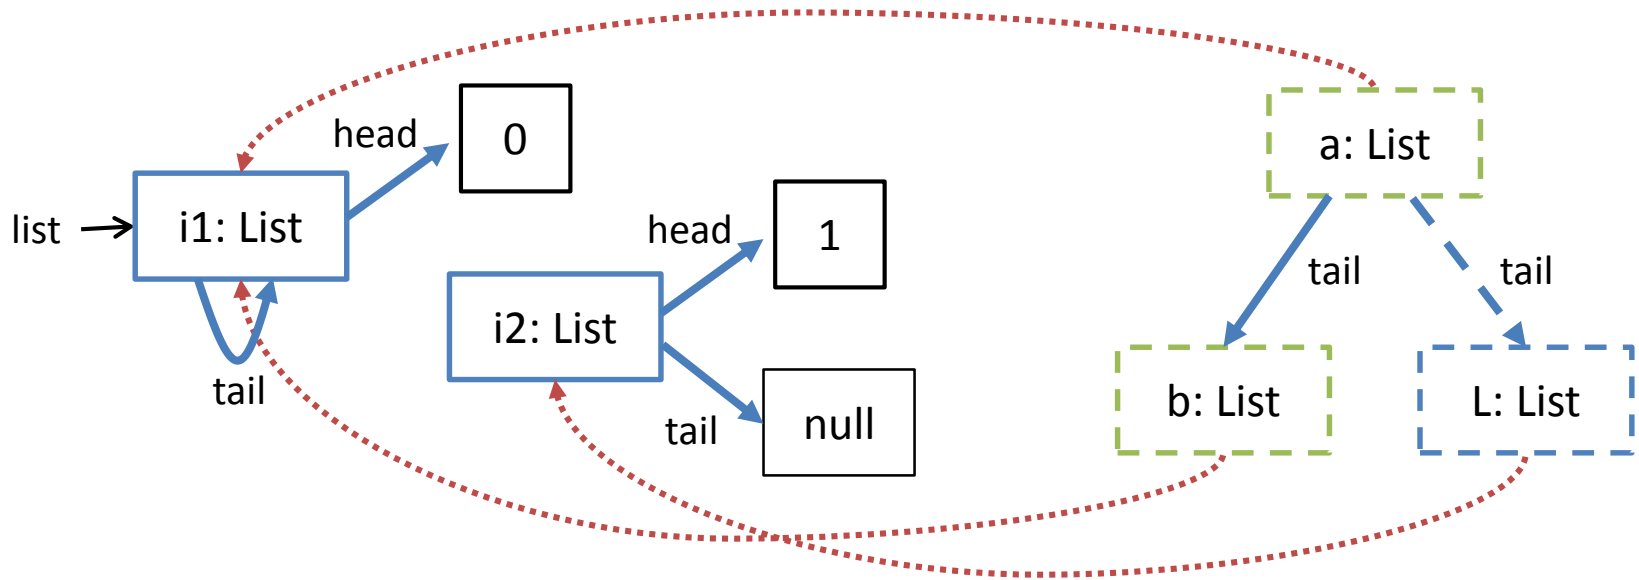 list
i1: List
head
0
tail
i2: List
head
1
tail
null
a: List
tail
tail
b: List
L: List